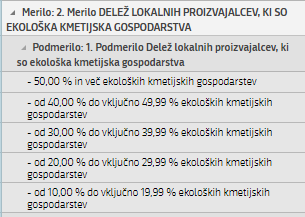 Merilo: 2. Merilo DELEŽ LOKALNIH PROIZVAJALCEV, KI SO
EKOLOŠKA KMETIJSKA GOSPODARSTVA
Podmerilo: 1. Podmerilo Delež lokalnih proizvajalcev, ki
so ekološka kmetijska gospodarstva
- 50,00 % in več ekoloških kmetijskih gospodarstev
- od 40,00 % do vključno 49,99 % ekoloških kmetijskih
gospodarstev
- od 30,00 % do vključno 39,99 % ekoloških kmetijskih
gospodarstev
- od 20,00 % do vključno 29,99 % ekoloških kmetijskih
gospodarstev
- od 10,00 % do vključno 19,99 % ekoloških kmetijskih
gospodarstev